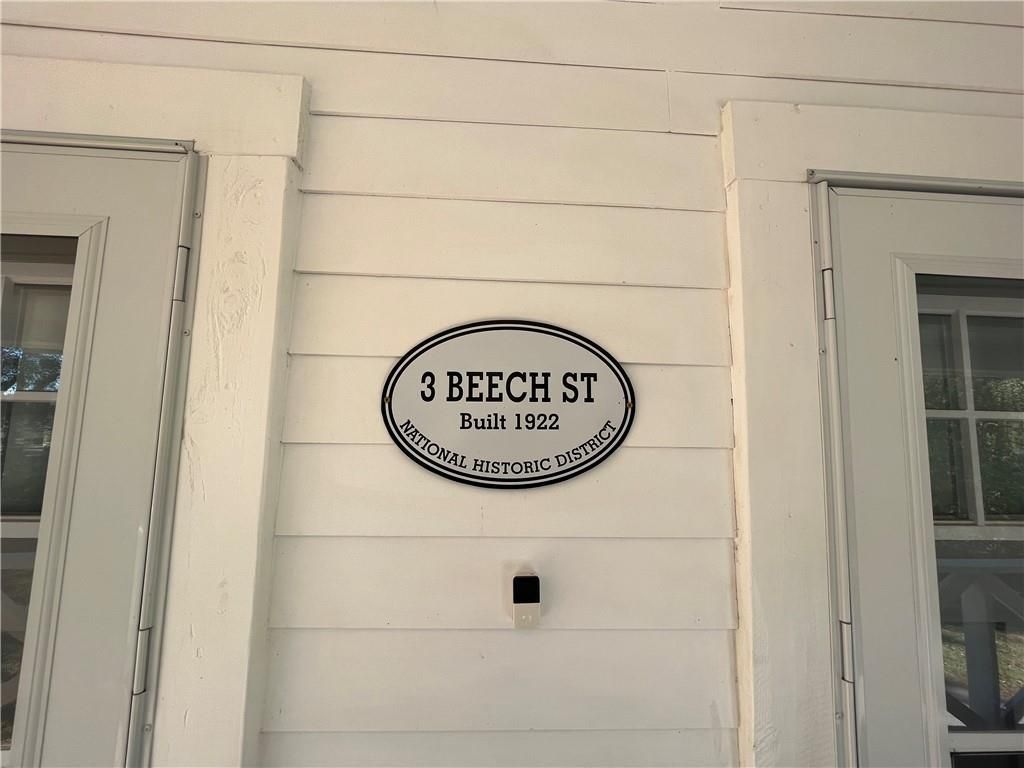 3 BEECH ST
Built 1922
NATIONAL HISTORIC DISTRICT